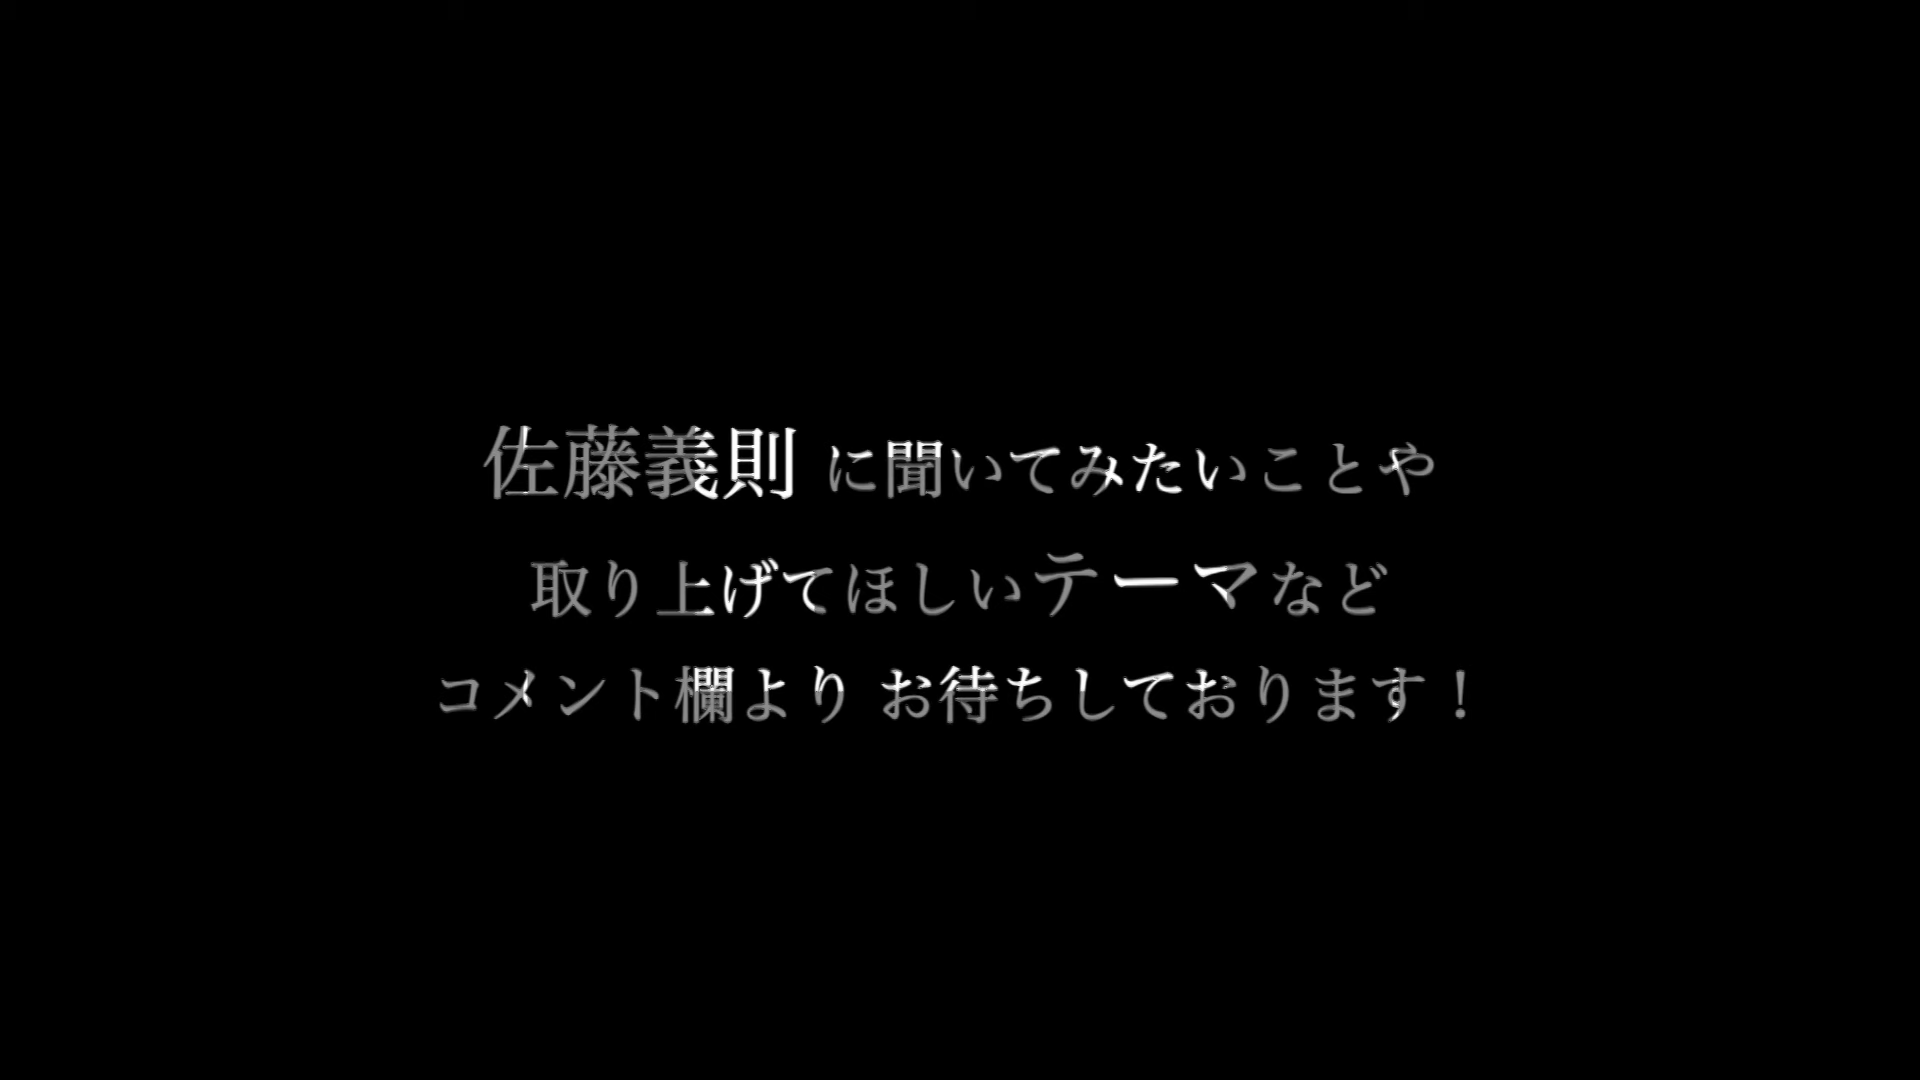 佐藤義則 に聞いてみたいことや
取り上げてほしいテーマなど
コメント欄より お待ちしております！